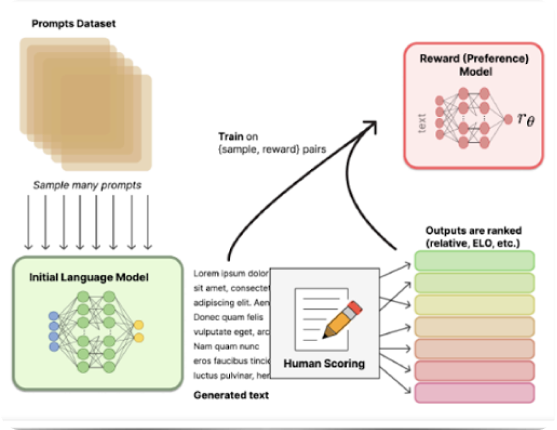 Prompts Dataset
Reward (Preference)
Model
text
rθ
Train on
{sample, reward} pairs
Sample many prompts
Outputs are ranked
(relative, ELO, etc.)
Initial Language Model
Lorem ipsum dolor
sit amet, consectet
adipiscing elit. Aen
Donec quam felis
vulputate eget, arc
Nam quam nunc
eros faucibus tincid
luctus pulvinar, her
Human Scoring
Generated text